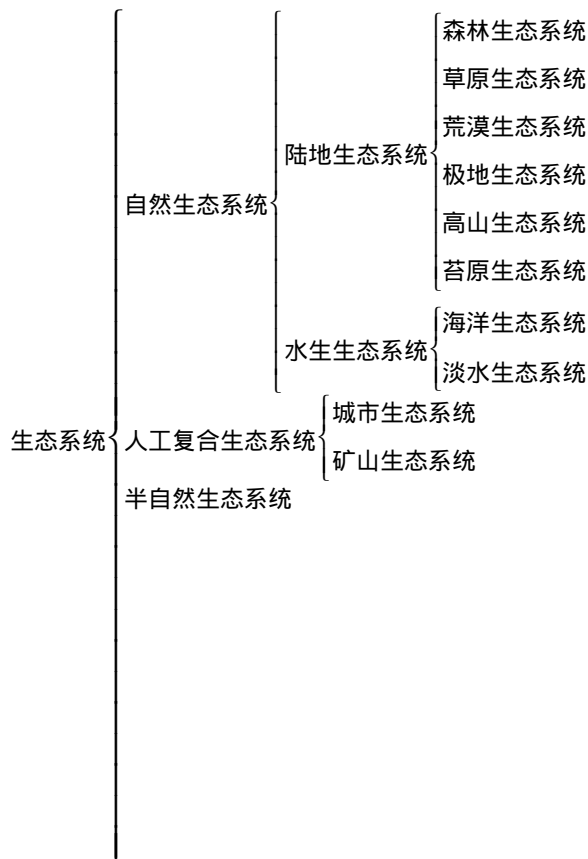 森林生态系统
草原生态系统
荒漠生态系统
陆地生态系统
极地生态系统
自然生态系统
高山生态系统
苔原生态系统
海洋生态系统
水生生态系统
淡水生态系统
城市生态系统
生态系统
人工复合生态系统
矿山生态系统
半自然生态系统